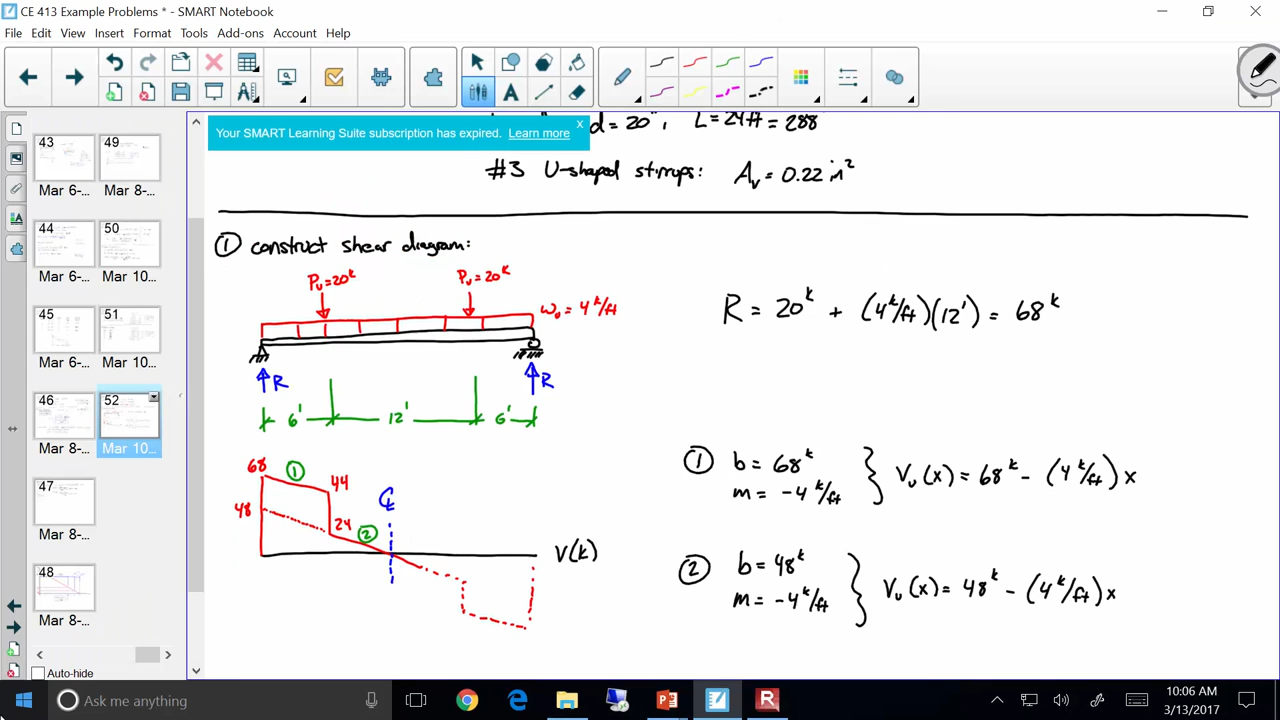 CE 413 Example Problems * - SMART Notebook
File Edit View Insert Format Tools Add-ons Account Help
Your SMART Learning Suite subscription has expired. Learn more x
d = 20", L = 24 ft = 288"
#3 U-shaped stirrups: Av = 0.22 in²
① construct shear diagram:
Pu = 20k Pu = 20k
ωu = 4 k/ft
R = 20k + (4 k/ft)(12') = 68k
R R
6' 12' 6'
68 ① 44
48 24 ②
℄
V(k)
① b = 68k
m = -4 k/ft
Vu(x) = 68k - (4 k/ft) x
② b = 48k
m = -4 k/ft
Vu(x) = 48k - (4 k/ft) x
43 49
Mar 6-... Mar 8-...
44 50
Mar 6-... Mar 10...
45 51
Mar 6-... Mar 10...
46 52
Mar 8-... Mar 10...
47
Mar 8-...
48
Mar 8-...
Auto-hide
Ask me anything
10:06 AM
3/13/2017